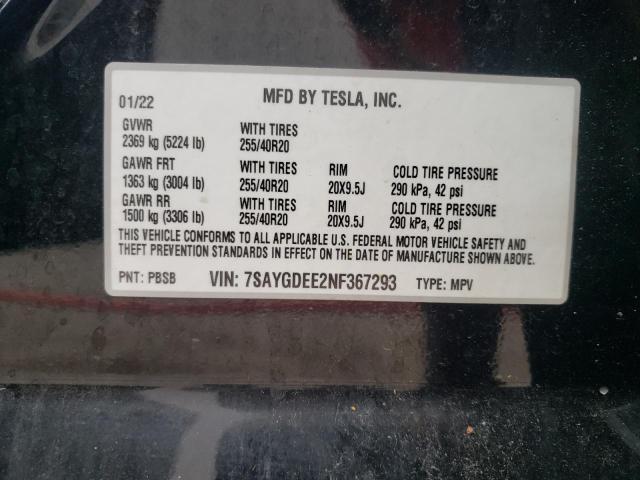 01/22 MFD BY TESLA, INC.
GVWR WITH TIRES
2369 kg (5224 lb) 255/40R20
GAWR FRT WITH TIRES RIM COLD TIRE PRESSURE
1363 kg (3004 lb) 255/40R20 20X9.5J 290 kPa, 42 psi
GAWR RR WITH TIRES RIM COLD TIRE PRESSURE
1500 kg (3306 lb) 255/40R20 20X9.5J 290 kPa, 42 psi
THIS VEHICLE CONFORMS TO ALL APPLICABLE U.S. FEDERAL MOTOR VEHICLE SAFETY AND
THEFT PREVENTION STANDARDS IN EFFECT ON THE DATE OF MANUFACTURE SHOWN ABOVE.
PNT: PBSB VIN: 7SAYGDEE2NF367293 TYPE: MPV